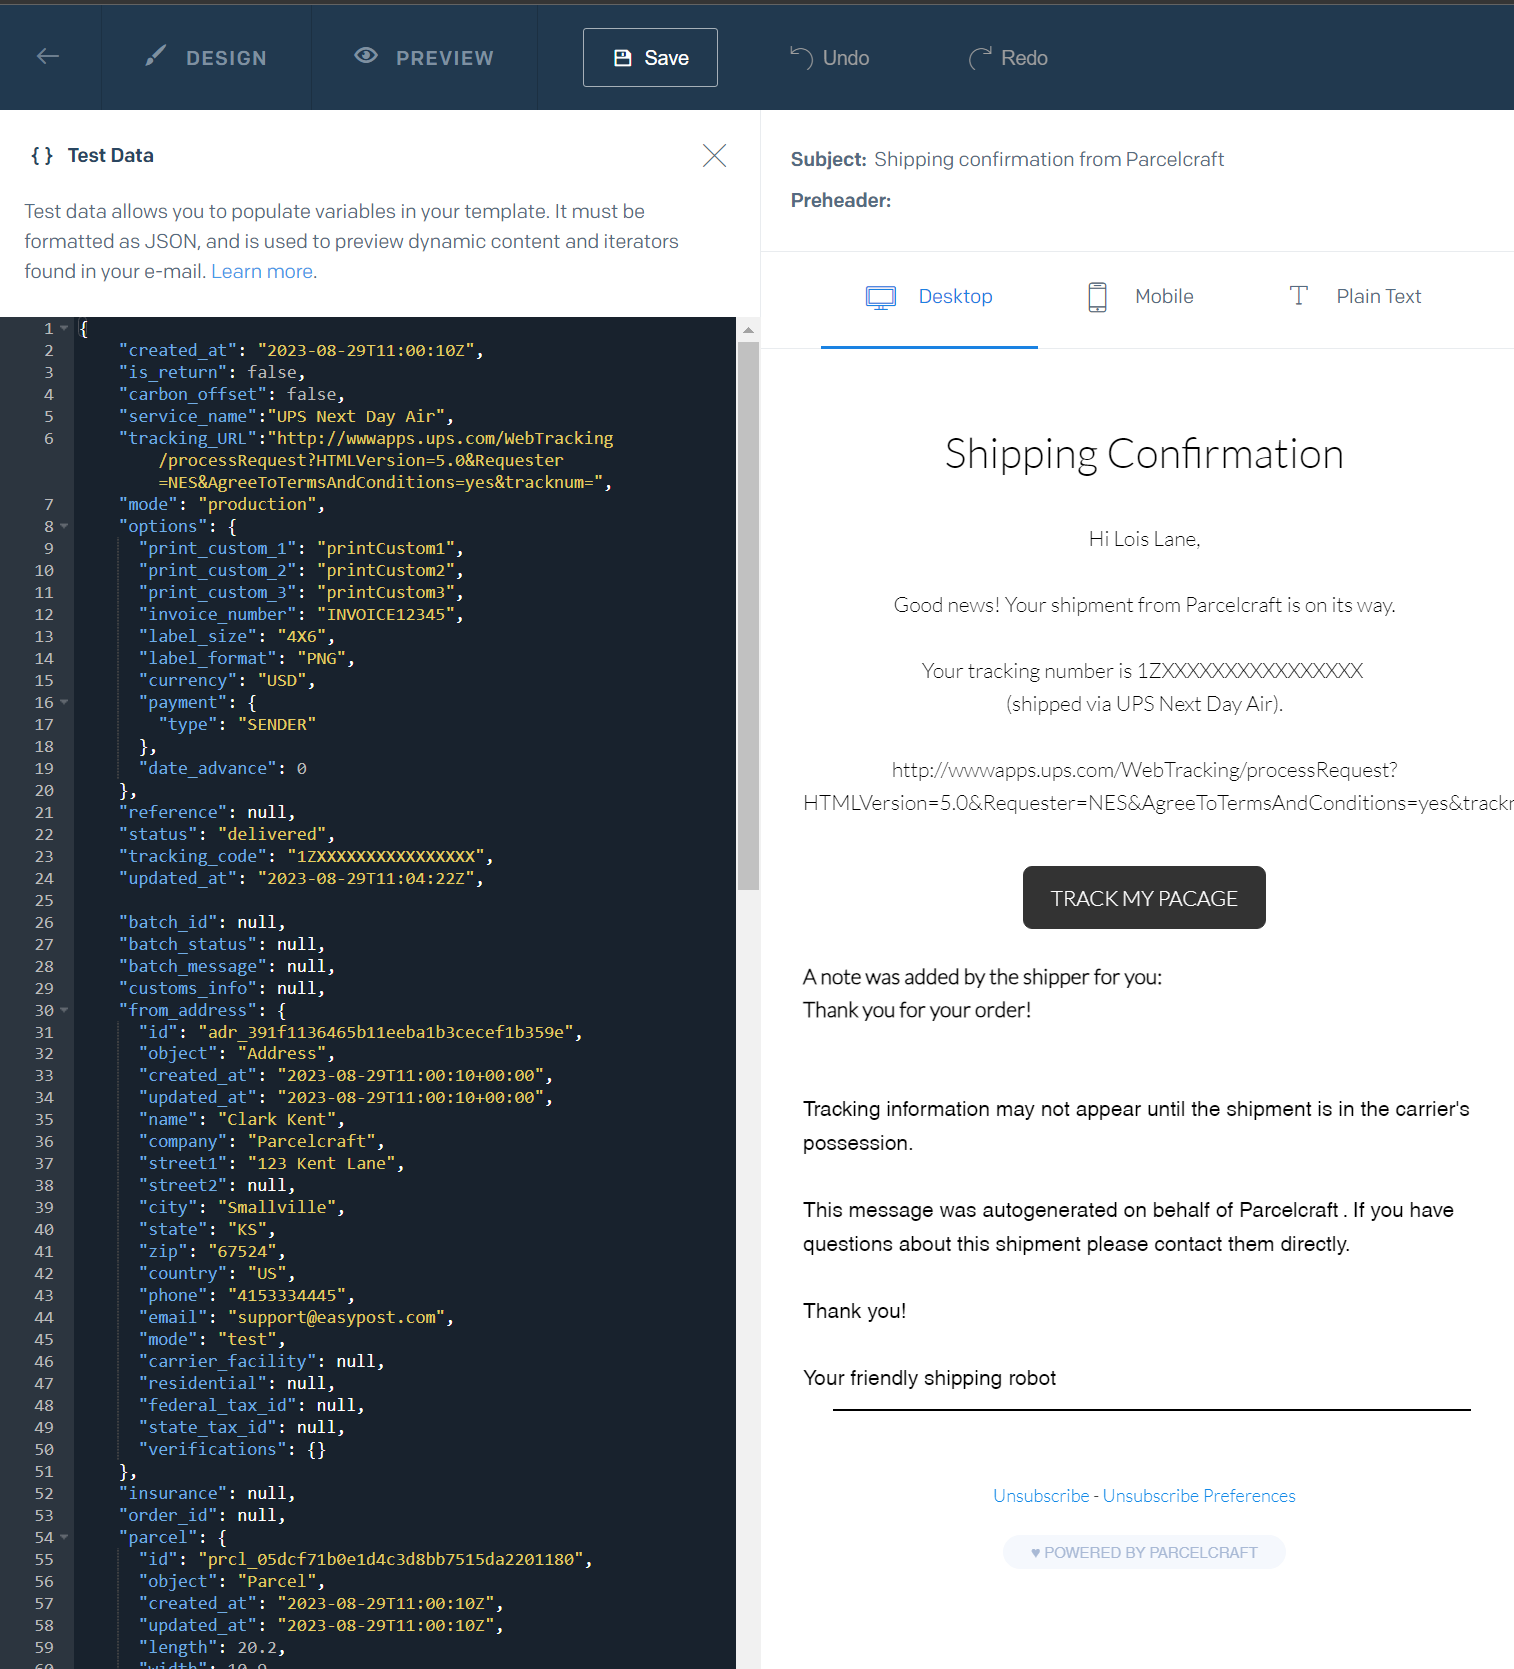 DESIGN
PREVIEW
Save
Undo
Redo
{ } Test Data
Test data allows you to populate variables in your template. It must be
formatted as JSON, and is used to preview dynamic content and iterators
found in your e-mail. Learn more.
1 {
2 "created_at": "2023-08-29T11:00:10Z",
3 "is_return": false,
4 "carbon_offset": false,
5 "service_name":"UPS Next Day Air",
6 "tracking_URL":"http://wwwapps.ups.com/WebTracking
/processRequest?HTMLVersion=5.0&Requester
=NES&AgreeToTermsAndConditions=yes&tracknum=",
7 "mode": "production",
8 "options": {
9 "print_custom_1": "printCustom1",
10 "print_custom_2": "printCustom2",
11 "print_custom_3": "printCustom3",
12 "invoice_number": "INVOICE12345",
13 "label_size": "4X6",
14 "label_format": "PNG",
15 "currency": "USD",
16 "payment": {
17 "type": "SENDER"
18 },
19 "date_advance": 0
20 },
21 "reference": null,
22 "status": "delivered",
23 "tracking_code": "1ZXXXXXXXXXXXXXXXX",
24 "updated_at": "2023-08-29T11:04:22Z",
25
26 "batch_id": null,
27 "batch_status": null,
28 "batch_message": null,
29 "customs_info": null,
30 "from_address": {
31 "id": "adr_391f1136465b11eeba1b3cecef1b359e",
32 "object": "Address",
33 "created_at": "2023-08-29T11:00:10+00:00",
34 "updated_at": "2023-08-29T11:00:10+00:00",
35 "name": "Clark Kent",
36 "company": "Parcelcraft",
37 "street1": "123 Kent Lane",
38 "street2": null,
39 "city": "Smallville",
40 "state": "KS",
41 "zip": "67524",
42 "country": "US",
43 "phone": "4153334445",
44 "email": "support@easypost.com",
45 "mode": "test",
46 "carrier_facility": null,
47 "residential": null,
48 "federal_tax_id": null,
49 "state_tax_id": null,
50 "verifications": {}
51 },
52 "insurance": null,
53 "order_id": null,
54 "parcel": {
55 "id": "prcl_05dcf71b0e1d4c3d8bb7515da2201180",
56 "object": "Parcel",
57 "created_at": "2023-08-29T11:00:10Z",
58 "updated_at": "2023-08-29T11:00:10Z",
59 "length": 20.2,
Subject: Shipping confirmation from Parcelcraft
Preheader:
Desktop
Mobile
Plain Text
Shipping Confirmation
Hi Lois Lane,
Good news! Your shipment from Parcelcraft is on its way.
Your tracking number is 1ZXXXXXXXXXXXXXXXX
(shipped via UPS Next Day Air).
http://wwwapps.ups.com/WebTracking/processRequest?
HTMLVersion=5.0&Requester=NES&AgreeToTermsAndConditions=yes&trackn
TRACK MY PACAGE
A note was added by the shipper for you:
Thank you for your order!
Tracking information may not appear until the shipment is in the carrier's
possession.
This message was autogenerated on behalf of Parcelcraft . If you have
questions about this shipment please contact them directly.
Thank you!
Your friendly shipping robot
Unsubscribe - Unsubscribe Preferences
♥ POWERED BY PARCELCRAFT